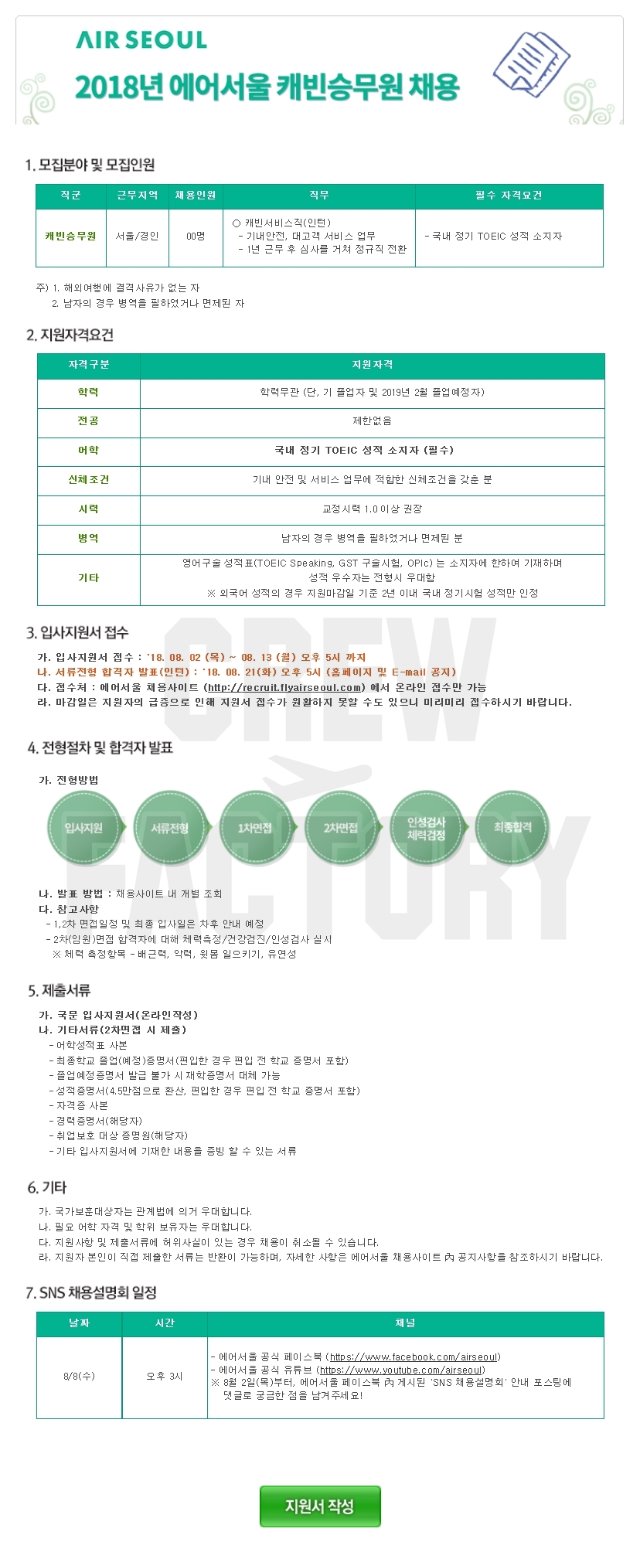 AIR SEOUL
2018년 에어서울 캐빈승무원 채용
1. 모집분야 및 모집인원
직군 근무지역 채용인원 직무 필수 자격요건
캐빈승무원 서울/경인 00명 ○ 캐빈서비스직(인턴)
- 기내안전, 대고객 서비스 업무
- 1년 근무 후 심사를 거쳐 정규직 전환
- 국내 정기 TOEIC 성적 소지자
주) 1. 해외여행에 결격사유가 없는 자
2. 남자의 경우 병역을 필하였거나 면제된 자
2. 지원자격요건
자격구분 지원자격
학력 학력무관 (단, 기 졸업자 및 2019년 2월 졸업예정자)
전공 제한없음
어학 국내 정기 TOEIC 성적 소지자 (필수)
신체조건 기내 안전 및 서비스 업무에 적합한 신체조건을 갖춘 분
시력 교정시력 1.0 이상 권장
병역 남자의 경우 병역을 필하였거나 면제된 분
기타 영어구술 성적표(TOEIC Speaking, GST 구술시험, OPIc) 는 소지자에 한하여 기재하며
성적 우수자는 전형시 우대함
※ 외국어 성적의 경우 지원마감일 기준 2년 이내 국내 정기시험 성적만 인정
3. 입사지원서 접수
가. 입사지원서 접수 : '18. 08. 02 (목) ~ 08. 13 (월) 오후 5시 까지
나. 서류전형 합격자 발표(인턴) : '18. 08. 21(화) 오후 5시 (홈페이지 및 E-mail 공지)
다. 접수처 : 에어서울 채용사이트 (http://recruit.flyairseoul.com) 에서 온라인 접수만 가능
라. 마감일은 지원자의 급증으로 인해 지원서 접수가 원활하지 못할 수도 있으니 미리미리 접수하시기 바랍니다.
CREW
FACTORY
4. 전형절차 및 합격자 발표
가. 전형방법
입사지원 서류전형 1차면접 2차면접 인성검사 체력검정 최종합격
나. 발표 방법 : 채용사이트 내 개별 조회
다. 참고사항
- 1,2차 면접일정 및 최종 입사일은 차후 안내 예정
- 2차(임원)면접 합격자에 대해 체력측정/건강검진/인성검사 실시
※ 체력 측정항목 - 배근력, 악력, 윗몸 일으키기, 유연성
5. 제출서류
가. 국문 입사지원서(온라인작성)
나. 기타서류(2차면접 시 제출)
- 어학성적표 사본
- 최종학교 졸업(예정)증명서(편입한 경우 편입 전 학교 증명서 포함)
- 졸업예정증명서 발급 불가 시 재학증명서 대체 가능
- 성적증명서(4.5만점으로 환산, 편입한 경우 편입 전 학교 증명서 포함)
- 자격증 사본
- 경력증명서(해당자)
- 취업보호 대상 증명원(해당자)
- 기타 입사지원서에 기재한 내용을 증빙 할 수 있는 서류
6. 기타
가. 국가보훈대상자는 관계법에 의거 우대합니다.
나. 필요 어학 자격 및 학위 보유자는 우대합니다.
다. 지원사항 및 제출서류에 허위사실이 있는 경우 채용이 취소될 수 있습니다.
라. 지원자 본인이 직접 제출한 서류는 반환이 가능하며, 자세한 사항은 에어서울 채용사이트 內 공지사항을 참조하시기 바랍니다.
7. SNS 채용설명회 일정
날짜 시간 채널
8/8(수) 오후 3시 - 에어서울 공식 페이스북 (https://www.facebook.com/airseoul)
- 에어서울 공식 유튜브 (https://www.youtube.com/airseoul)
※ 8월 2일(목)부터, 에어서울 페이스북 內 게시된 'SNS 채용설명회' 안내 포스팅에
댓글로 궁금한 점을 남겨주세요!
지원서 작성